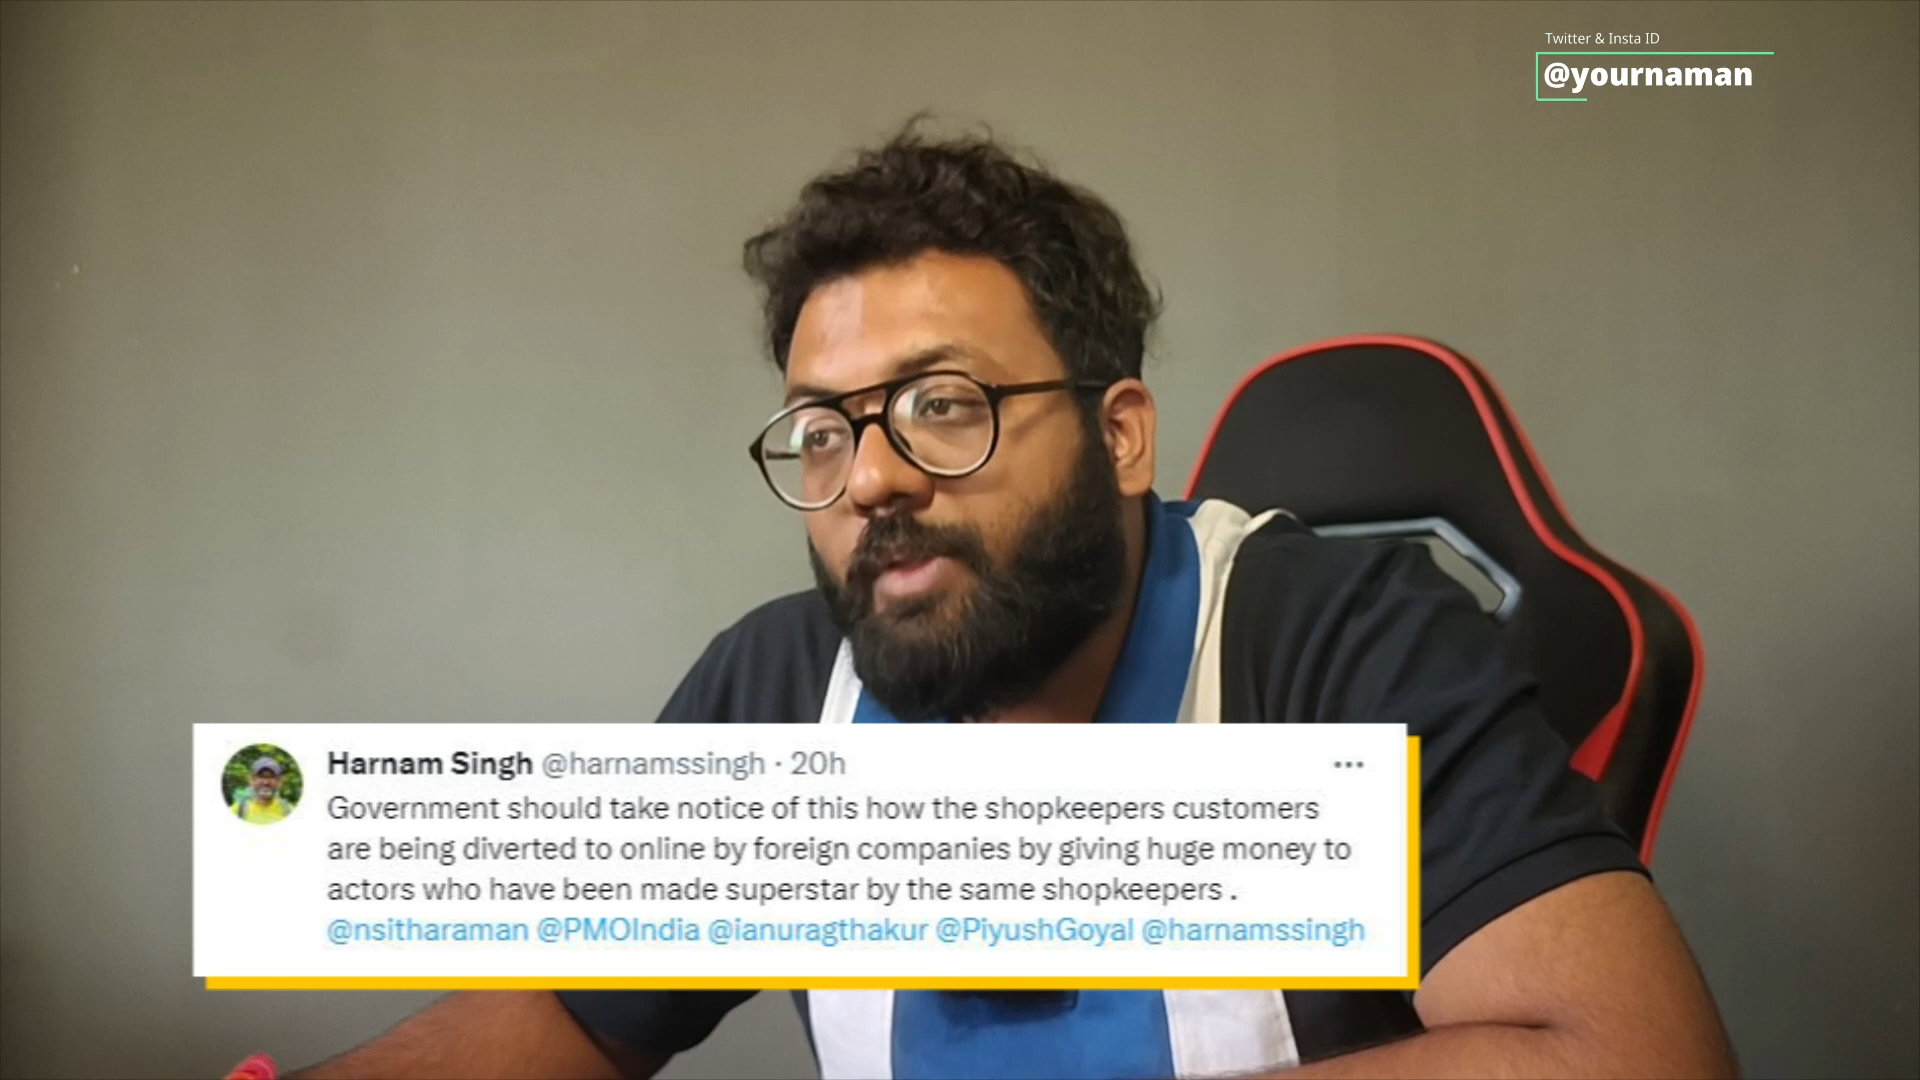 Twitter & Insta ID
@yournaman
Harnam Singh @harnamssingh · 20h
Government should take notice of this how the shopkeepers customers
are being diverted to online by foreign companies by giving huge money to
actors who have been made superstar by the same shopkeepers .
@nsitharaman @PMOIndia @ianuragthakur @PiyushGoyal @harnamssingh